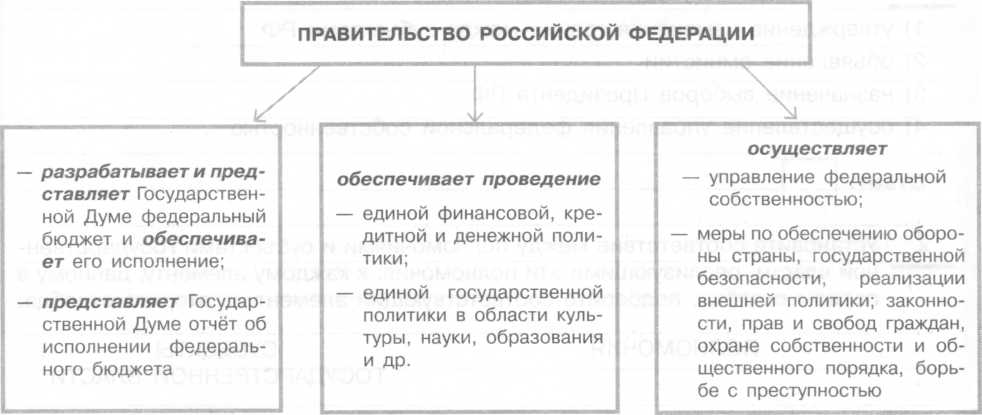 ПРАВИТЕЛЬСТВО РОССИЙСКОЙ ФЕДЕРАЦИИ
— разрабатывает и пред-
ставляет Государствен-
ной Думе федеральный
бюджет и обеспечива-
ет его исполнение;
— представляет Государ-
ственной Думе отчёт об
исполнении федераль-
ного бюджета
обеспечивает проведение
— единой финансовой, кре-
дитной и денежной поли-
тики;
— единой государственной
политики в области куль-
туры, науки, образования
и др.
осуществляет
— управление федеральной
собственностью;
— меры по обеспечению оборо-
ны страны, государственной
безопасности, реализации
внешней политики; законно-
сти, прав и свобод граждан,
охране собственности и об-
щественного порядка, борь-
бе с преступностью